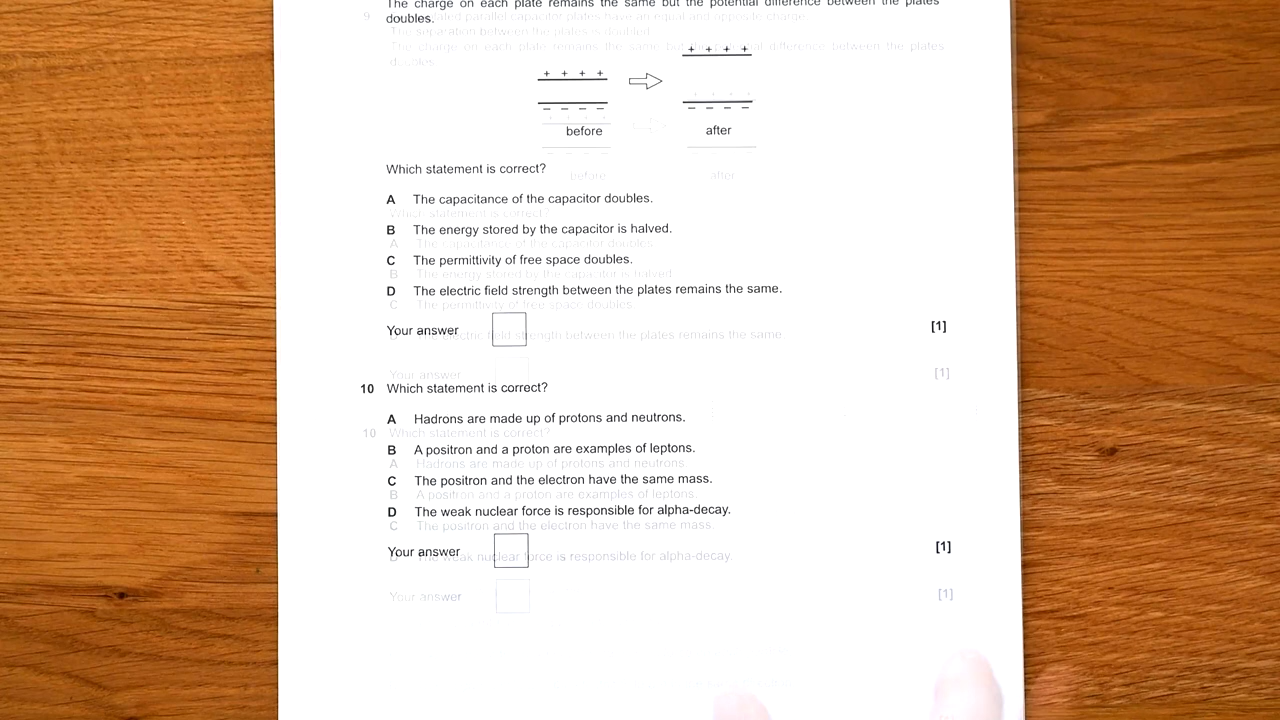 The charge on each plate remains the same but the potential difference between the plates
doubles.
+ + + +
+ + + +
− − − −
− − − −
before after
Which statement is correct?
A The capacitance of the capacitor doubles.
B The energy stored by the capacitor is halved.
C The permittivity of free space doubles.
D The electric field strength between the plates remains the same.
Your answer [1]
10 Which statement is correct?
A Hadrons are made up of protons and neutrons.
B A positron and a proton are examples of leptons.
C The positron and the electron have the same mass.
D The weak nuclear force is responsible for alpha-decay.
Your answer [1]